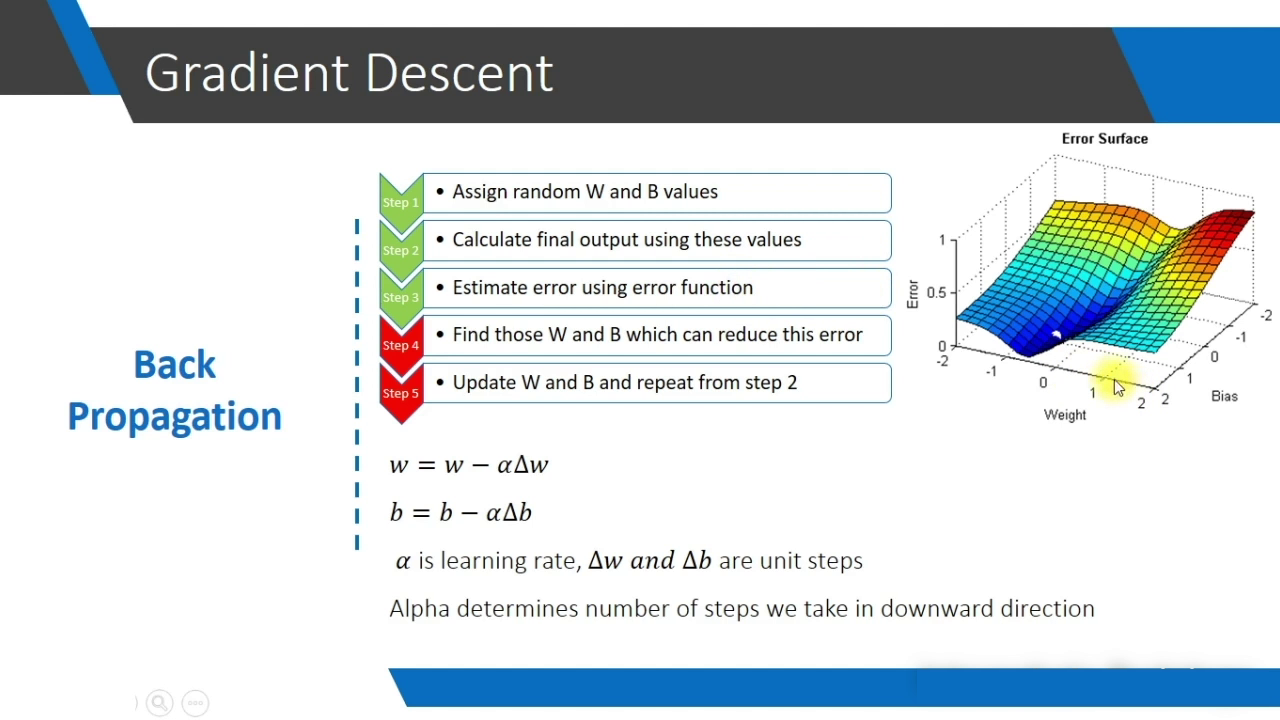 Gradient Descent
Back
Propagation
Step 1
• Assign random W and B values
Step 2
• Calculate final output using these values
Step 3
• Estimate error using error function
Step 4
• Find those W and B which can reduce this error
Step 5
• Update W and B and repeat from step 2
w = w − αΔw
b = b − αΔb
α is learning rate, Δw and Δb are unit steps
Alpha determines number of steps we take in downward direction
Error Surface
Error
1
0.5
0
-2
-1
0
1
2
Weight
2
1
0
-1
-2
Bias